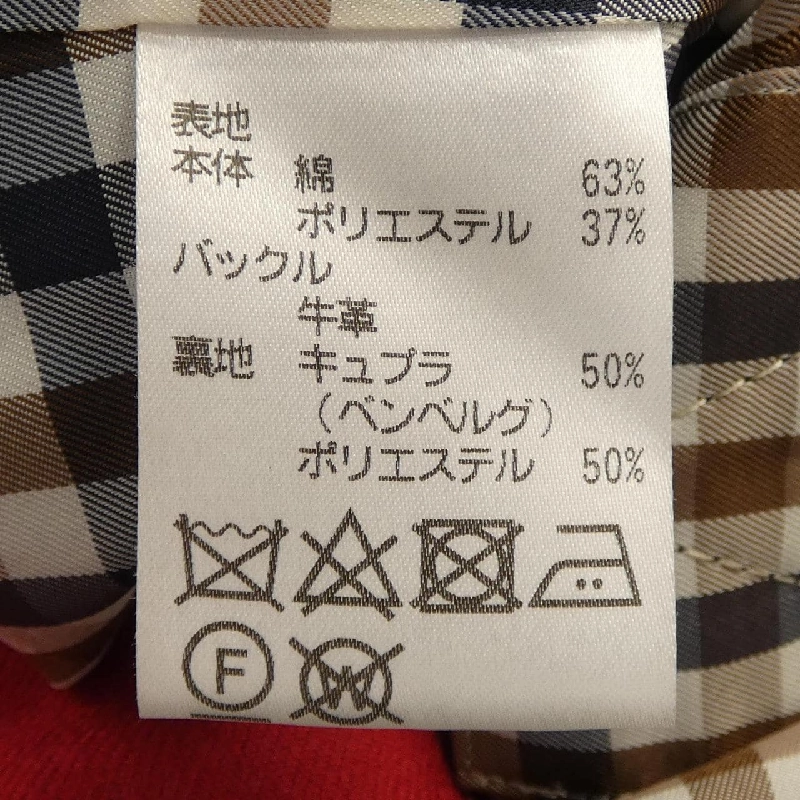 表地
本体 綿 63%
ポリエステル 37%
バックル
牛革
裏地 キュプラ 50%
（ベンベルグ）
ポリエステル 50%
F W